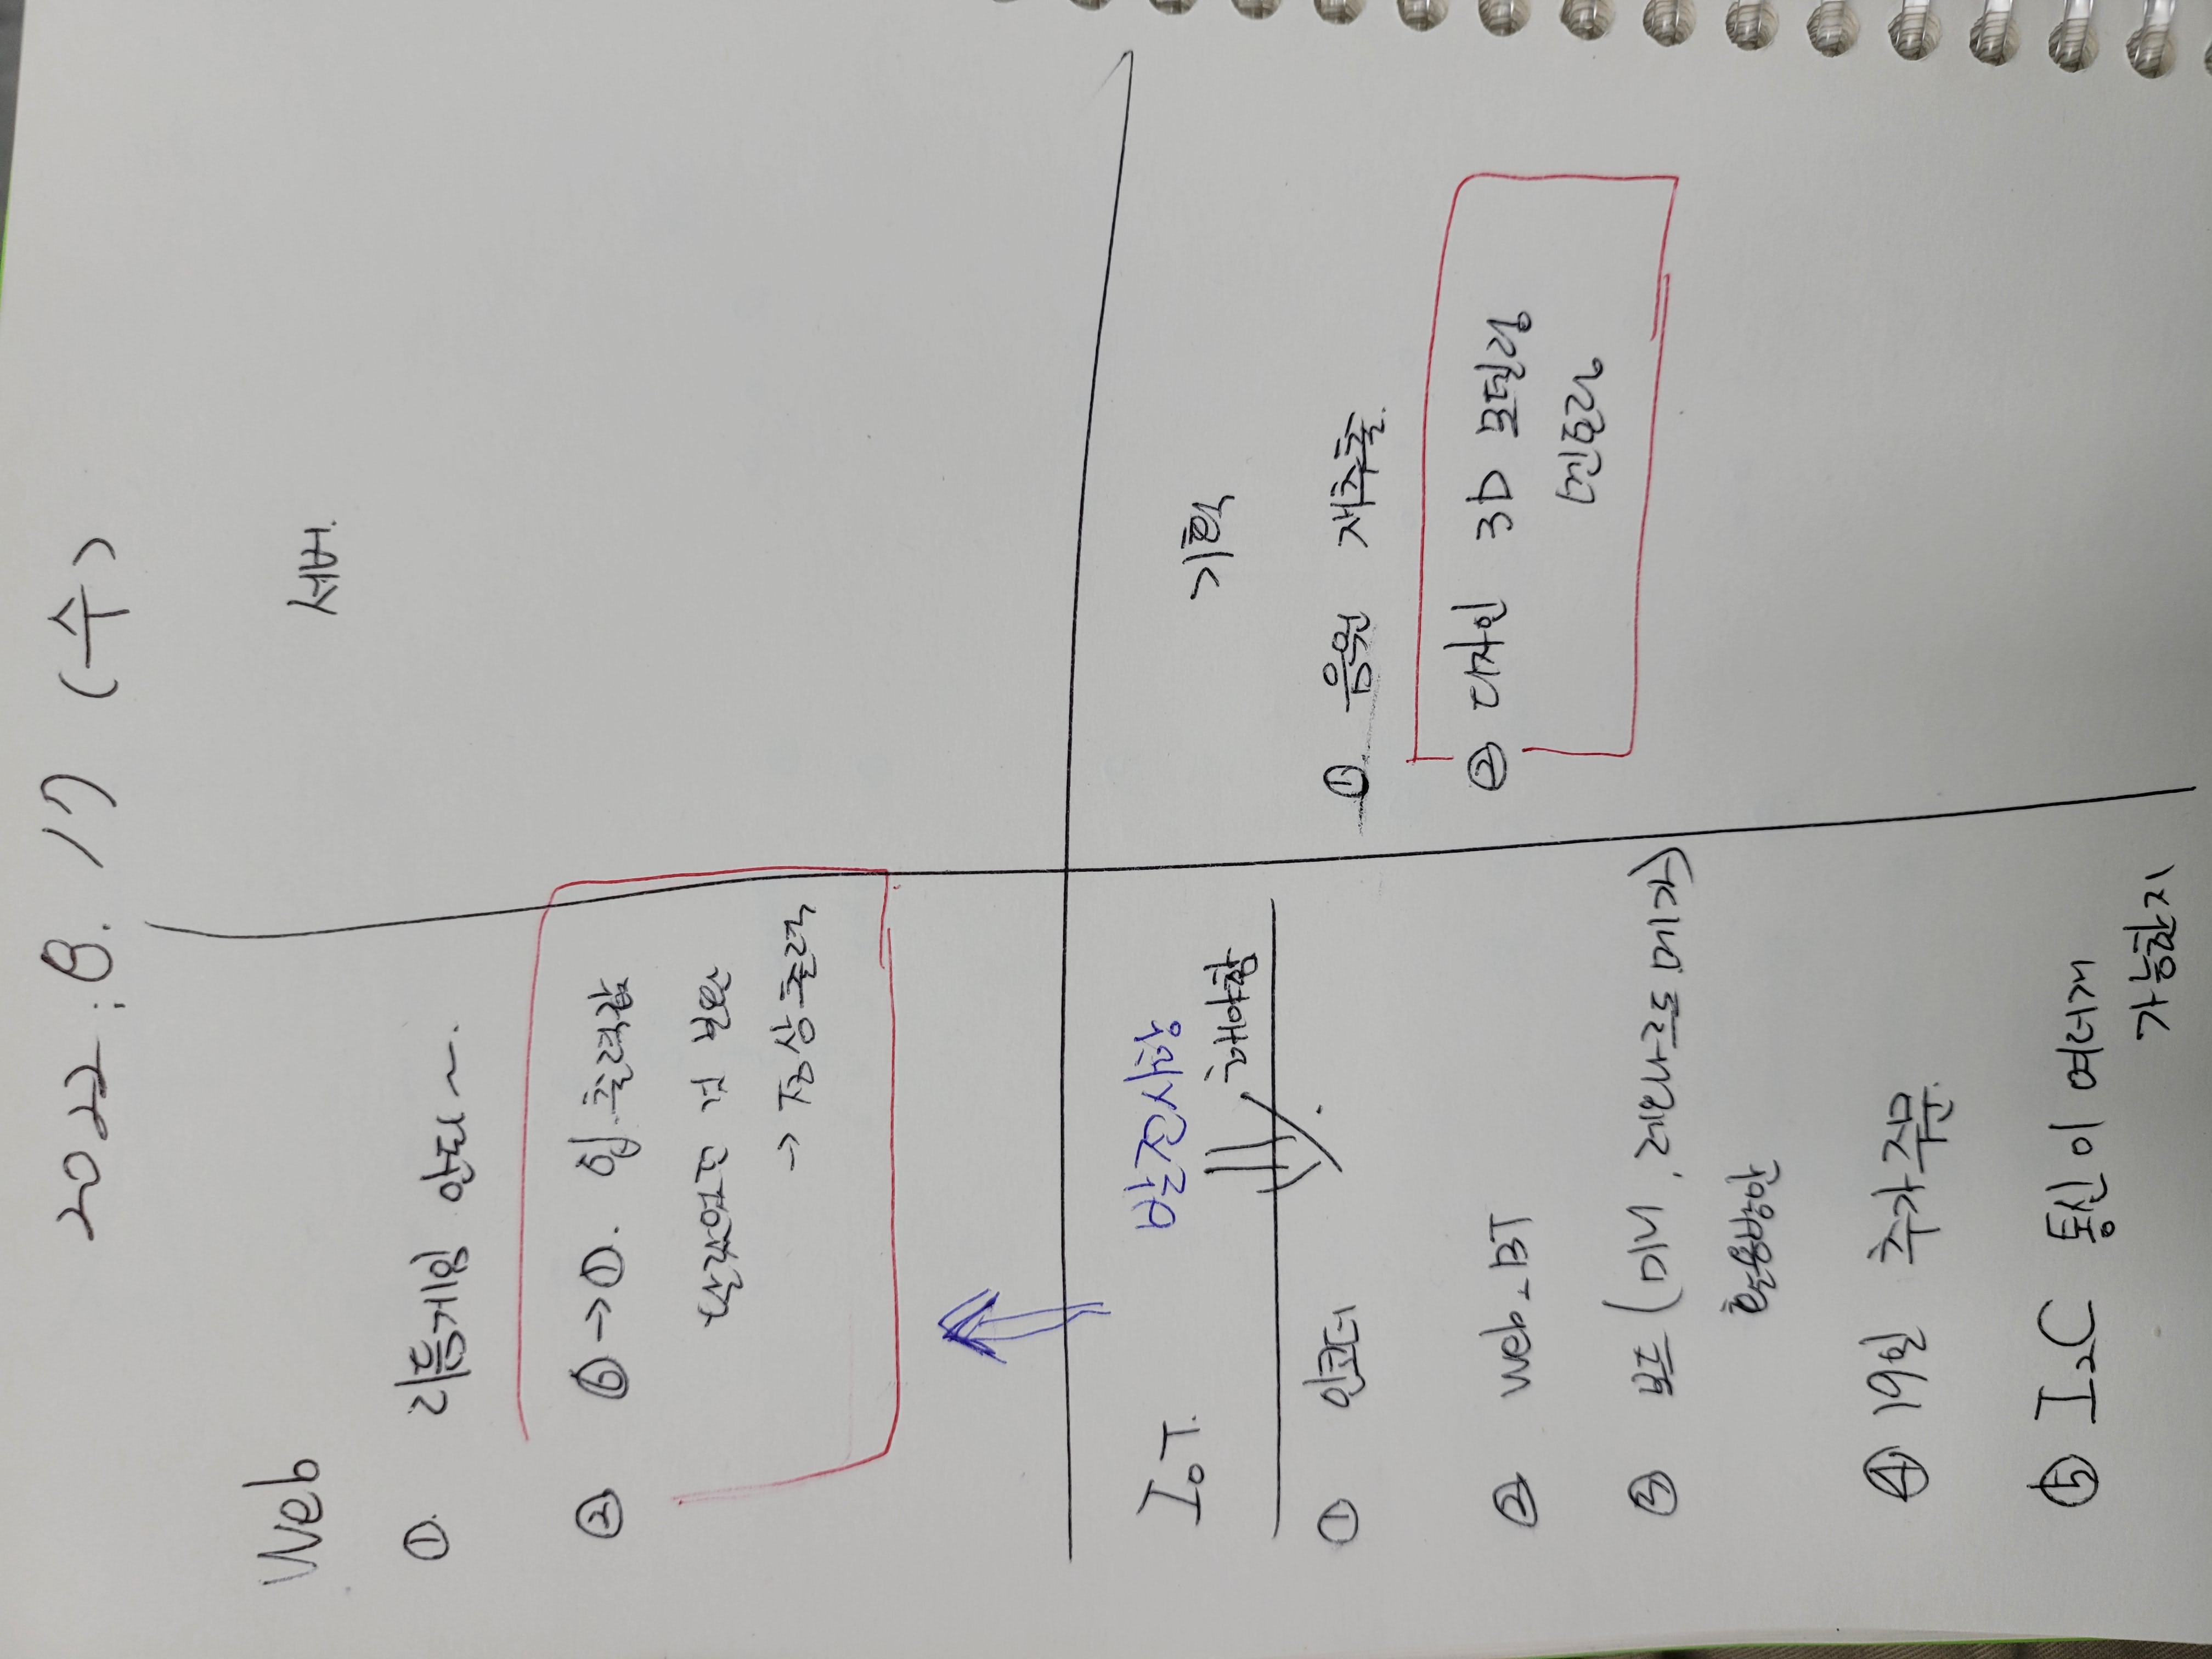 2022. 8. 17 (수)
Web
① 리듬게임 안돼~.
② ⑥→①. 입.출력값
달랐었던 것 보완
→ 정상출력
서버.
IoT.
발전사항
해야함
① 인코더
② Web_BT
③ 보드 (미니, 레오나르도, 메가)
활용방안
④ 19일 추가 주문.
⑤ I2C 통신이 여러개
가능한지
기획
①. 음원 재추출.
② 디자인 3D 모델링
멘토링